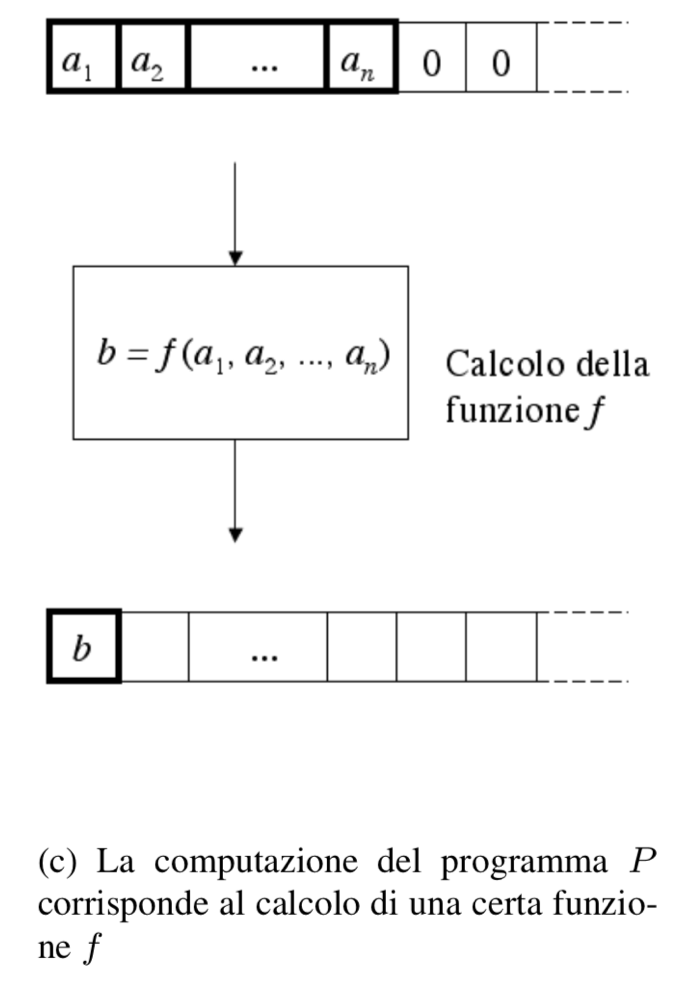 a₁ a₂ ... aₙ 0 0
b = f(a₁, a₂, ..., aₙ)
Calcolo della
funzione f
b ...
(c) La computazione del programma P
corrisponde al calcolo di una certa funzio-
ne f